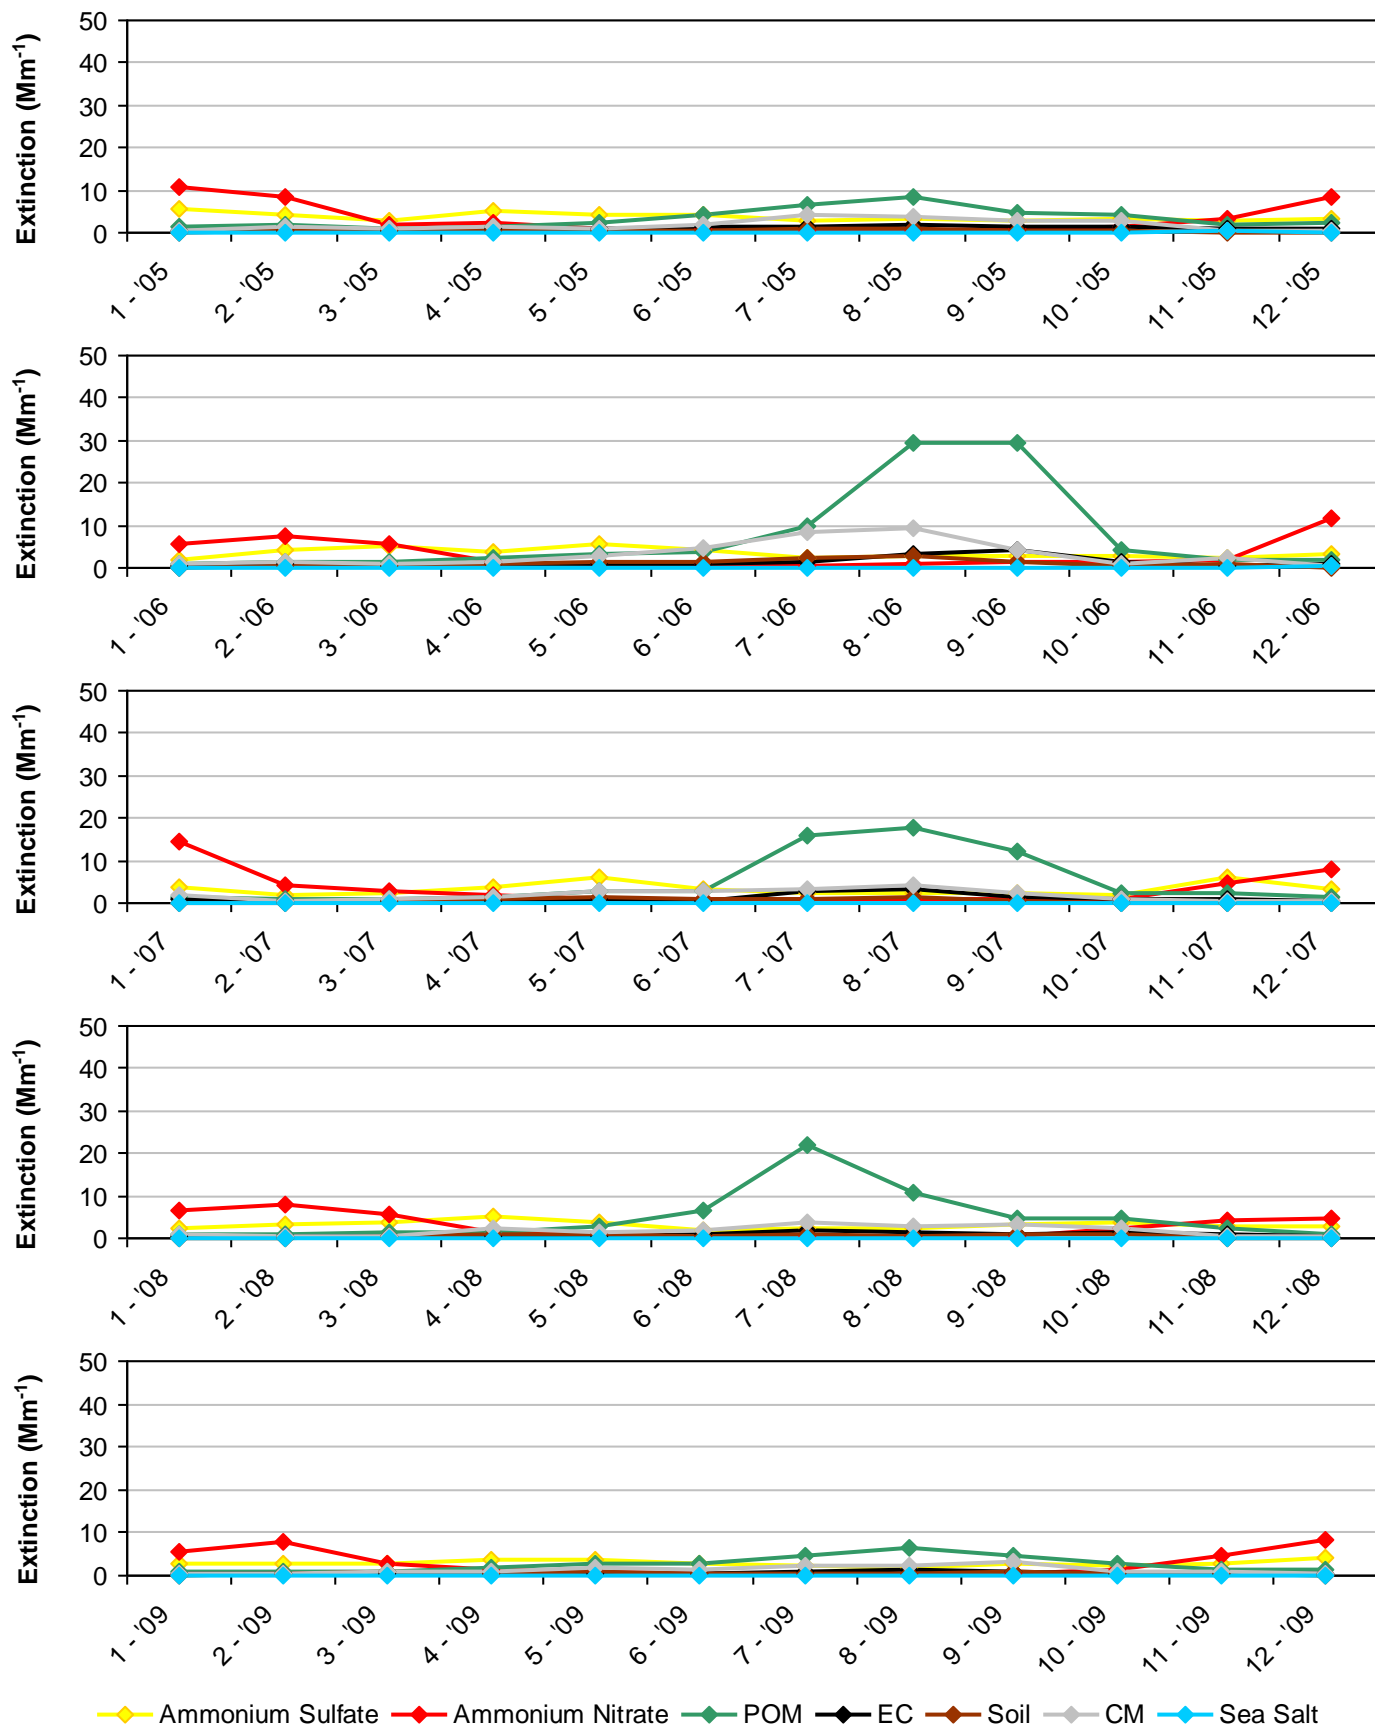 Extinction (Mm-1)
50
40
30
20
10
0
1 - '05 2 - '05 3 - '05 4 - '05 5 - '05 6 - '05 7 - '05 8 - '05 9 - '05 10 - '05 11 - '05 12 - '05
Extinction (Mm-1)
50
40
30
20
10
0
1 - '06 2 - '06 3 - '06 4 - '06 5 - '06 6 - '06 7 - '06 8 - '06 9 - '06 10 - '06 11 - '06 12 - '06
Extinction (Mm-1)
50
40
30
20
10
0
1 - '07 2 - '07 3 - '07 4 - '07 5 - '07 6 - '07 7 - '07 8 - '07 9 - '07 10 - '07 11 - '07 12 - '07
Extinction (Mm-1)
50
40
30
20
10
0
1 - '08 2 - '08 3 - '08 4 - '08 5 - '08 6 - '08 7 - '08 8 - '08 9 - '08 10 - '08 11 - '08 12 - '08
Extinction (Mm-1)
50
40
30
20
10
0
1 - '09 2 - '09 3 - '09 4 - '09 5 - '09 6 - '09 7 - '09 8 - '09 9 - '09 10 - '09 11 - '09 12 - '09
Ammonium Sulfate Ammonium Nitrate POM EC Soil CM Sea Salt